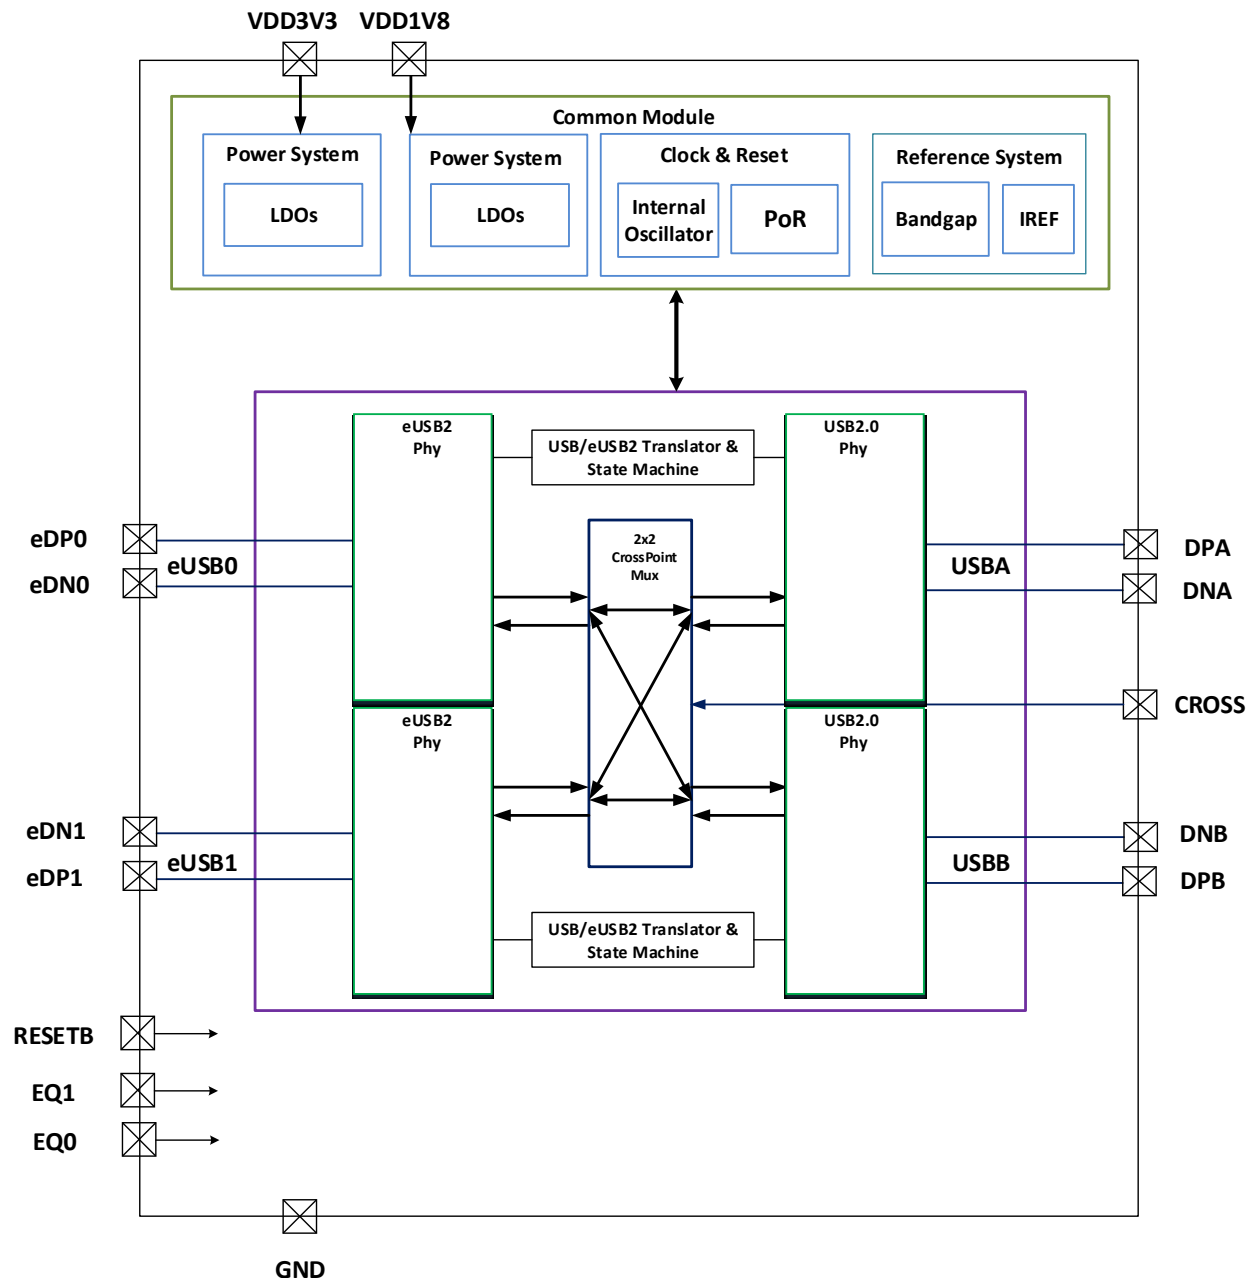 VDD3V3
VDD1V8
Common Module
Power System
LDOs
Power System
LDOs
Clock & Reset
Internal
Oscillator
PoR
Reference System
Bandgap
IREF
eUSB2
Phy
USB/eUSB2 Translator &
State Machine
USB2.0
Phy
eDP0
eDN0
eUSB0
2x2
CrossPoint
Mux
USBA
DPA
DNA
CROSS
eUSB2
Phy
USB2.0
Phy
eDN1
eDP1
eUSB1
USBB
DNB
DPB
USB/eUSB2 Translator &
State Machine
RESETB
EQ1
EQ0
GND